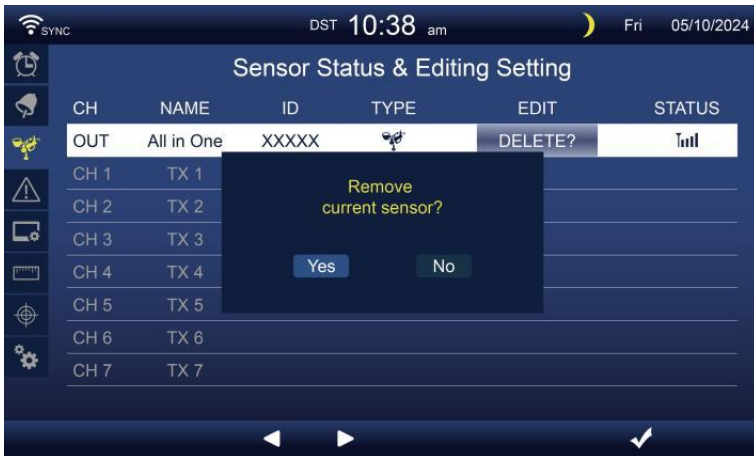 SYNC DST 10:38 am Fri 05/10/2024
Sensor Status & Editing Setting
CH NAME ID TYPE EDIT STATUS
OUT All in One XXXXX DELETE?
CH 1 TX 1
Remove
CH 2 TX 2
current sensor?
CH 3 TX 3
CH 4 TX 4
Yes No
CH 5 TX 5
CH 6 TX 6
CH 7 TX 7